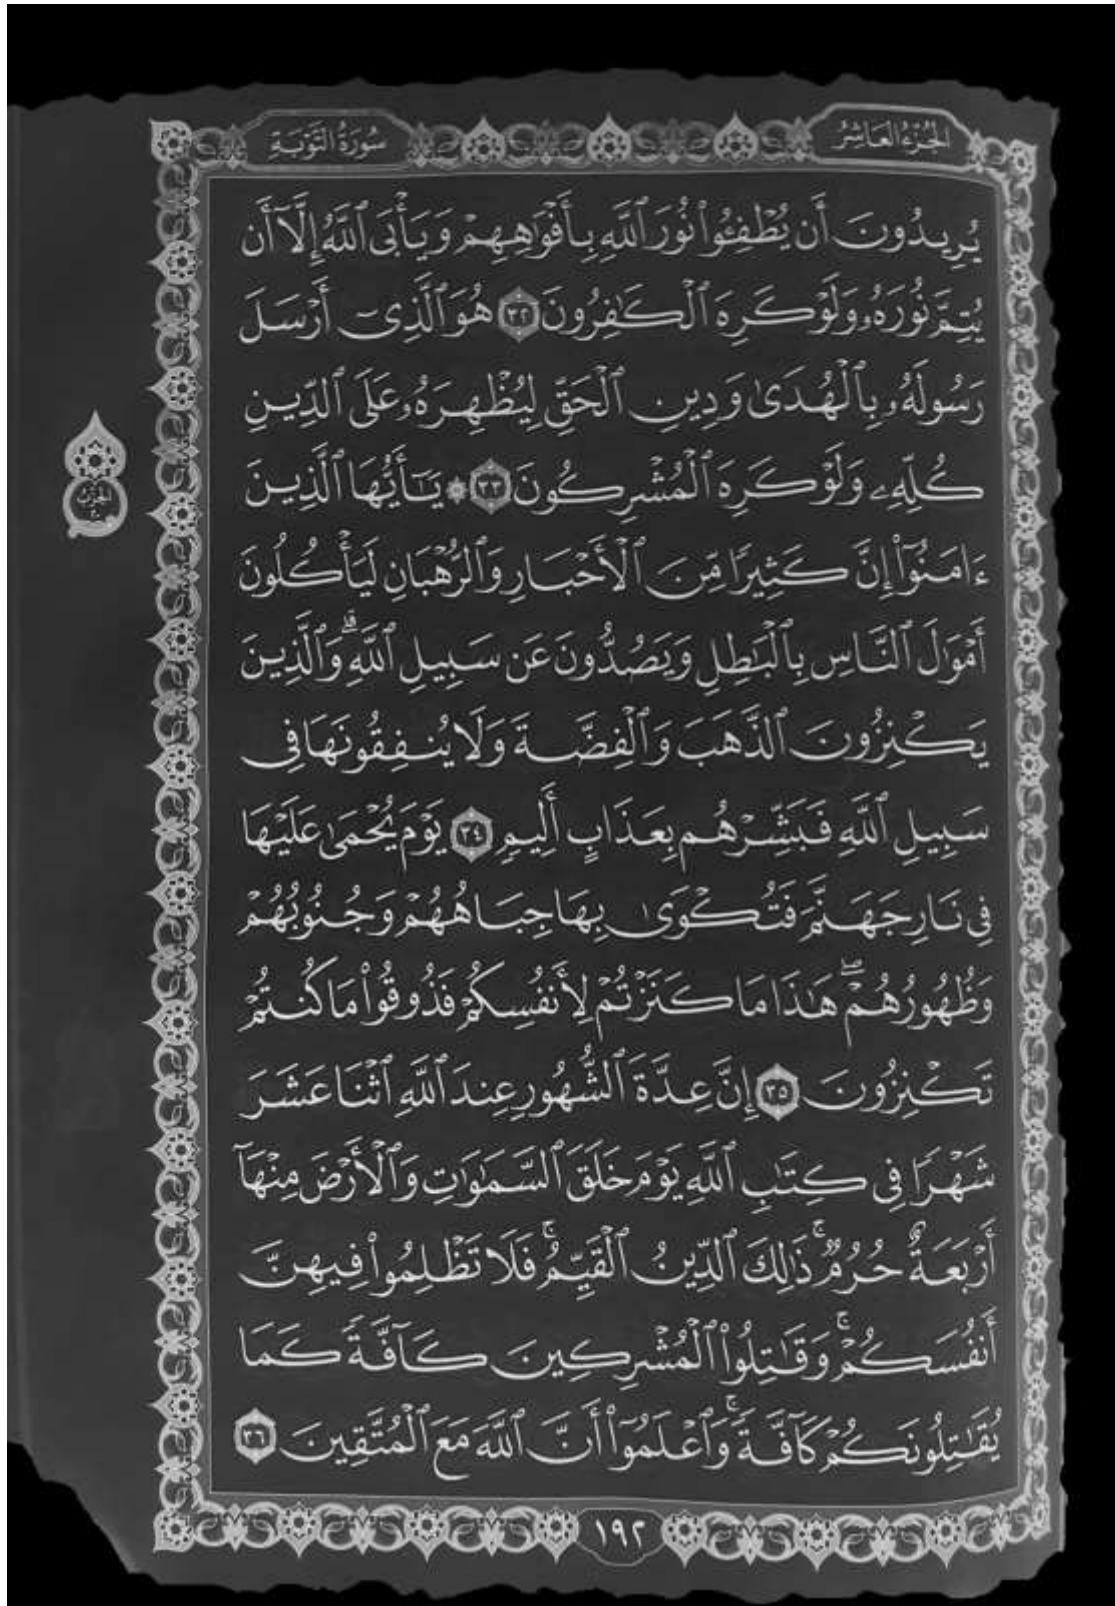 الجزء العاشر
سورة التوبة
يُرِيدُونَ أَن يُطْفِـُٔوا۟ نُورَ ٱللَّهِ بِأَفْوَٰهِهِمْ وَيَأْبَى ٱللَّهُ إِلَّآ أَن
يُتِمَّ نُورَهُۥ وَلَوْ كَرِهَ ٱلْكَٰفِرُونَ ٣٢ هُوَ ٱلَّذِىٓ أَرْسَلَ
رَسُولَهُۥ بِٱلْهُدَىٰ وَدِينِ ٱلْحَقِّ لِيُظْهِرَهُۥ عَلَى ٱلدِّينِ
كُلِّهِۦ وَلَوْ كَرِهَ ٱلْمُشْرِكُونَ ٣٣ ۞ يَٰٓأَيُّهَا ٱلَّذِينَ
ءَامَنُوٓا۟ إِنَّ كَثِيرًا مِّنَ ٱلْأَحْبَارِ وَٱلرُّهْبَانِ لَيَأْكُلُونَ
أَمْوَٰلَ ٱلنَّاسِ بِٱلْبَٰطِلِ وَيَصُدُّونَ عَن سَبِيلِ ٱللَّهِ ۗ وَٱلَّذِينَ
يَكْنِزُونَ ٱلذَّهَبَ وَٱلْفِضَّةَ وَلَا يُنفِقُونَهَا فِى
سَبِيلِ ٱللَّهِ فَبَشِّرْهُم بِعَذَابٍ أَلِيمٍ ٣٤ يَوْمَ يُحْمَىٰ عَلَيْهَا
فِى نَارِ جَهَنَّمَ فَتُكْوَىٰ بِهَا جِبَاهُهُمْ وَجُنُوبُهُمْ
وَظُهُورُهُمْ ۖ هَٰذَا مَا كَنَزْتُمْ لِأَنفُسِكُمْ فَذُوقُوا۟ مَا كُنتُمْ
تَكْنِزُونَ ٣٥ إِنَّ عِدَّةَ ٱلشُّهُورِ عِندَ ٱللَّهِ ٱثْنَا عَشَرَ
شَهْرًا فِى كِتَٰبِ ٱللَّهِ يَوْمَ خَلَقَ ٱلسَّمَٰوَٰتِ وَٱلْأَرْضَ مِنْهَآ
أَرْبَعَةٌ حُرُمٌ ۚ ذَٰلِكَ ٱلدِّينُ ٱلْقَيِّمُ ۚ فَلَا تَظْلِمُوا۟ فِيهِنَّ
أَنفُسَكُمْ ۚ وَقَٰتِلُوا۟ ٱلْمُشْرِكِينَ كَآفَّةً كَمَا
يُقَٰتِلُونَكُمْ كَآفَّةً ۚ وَٱعْلَمُوٓا۟ أَنَّ ٱللَّهَ مَعَ ٱلْمُتَّقِينَ ٣٦
١٩٢